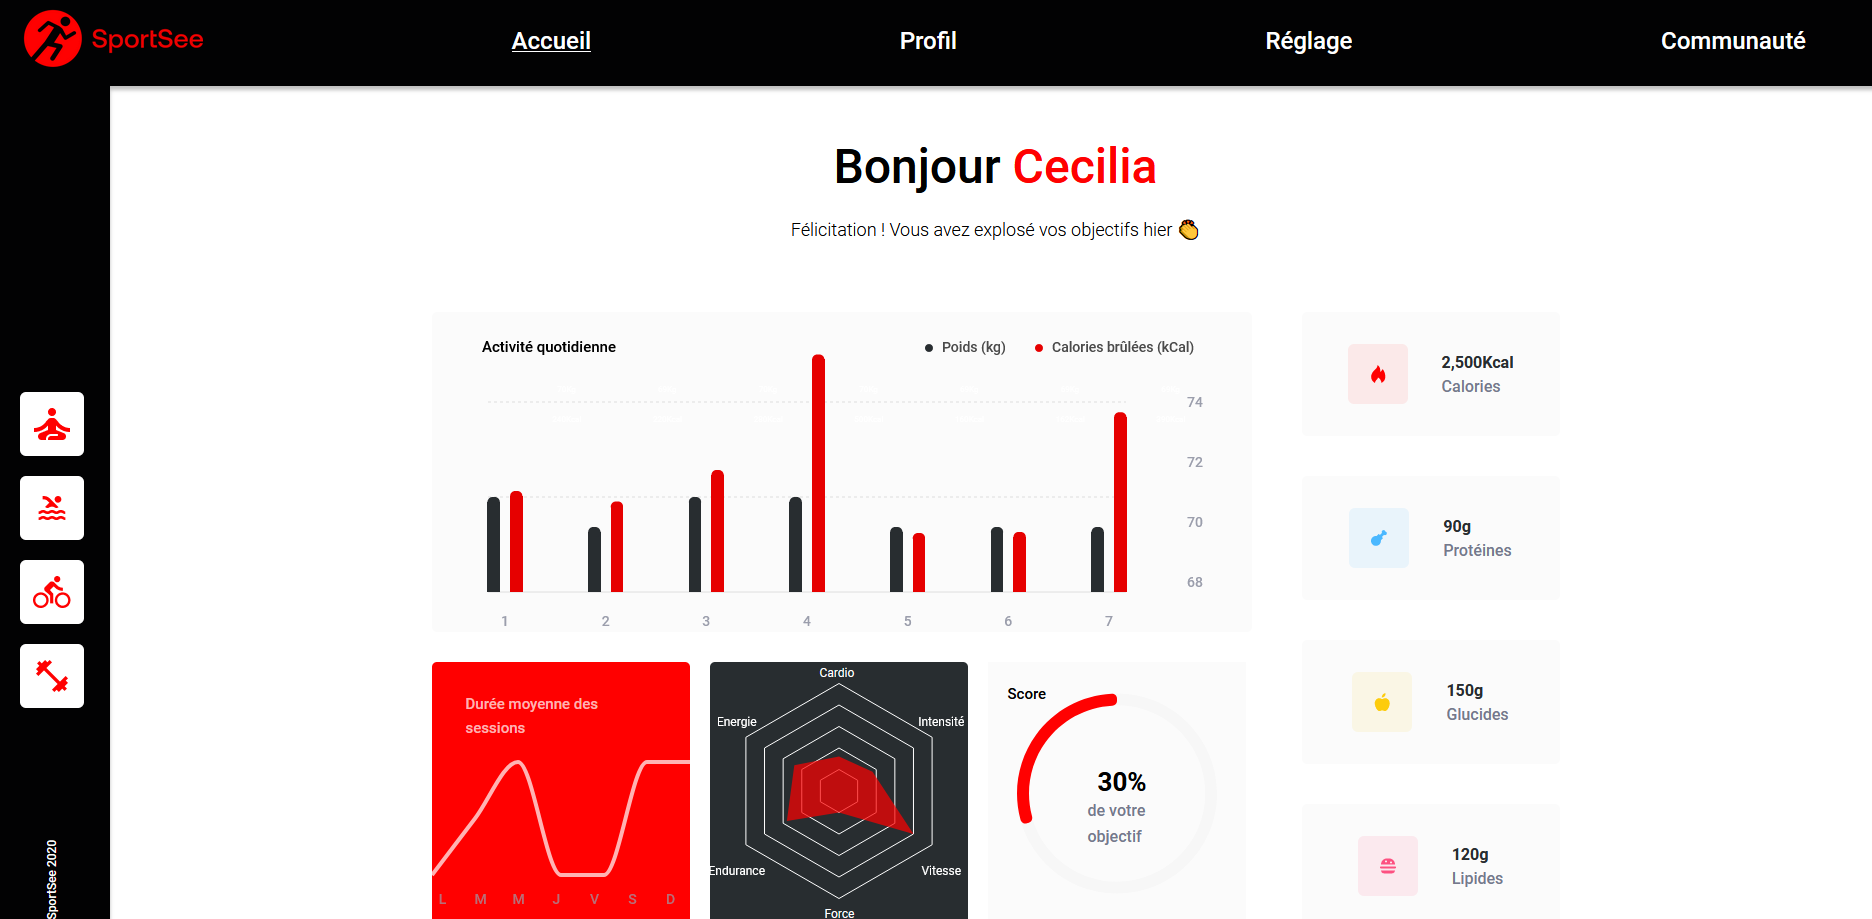 SportSee
Accueil
Profil
Réglage
Communauté
Bonjour Cecilia
Félicitation ! Vous avez explosé vos objectifs hier 👏
Activité quotidienne
Poids (kg)
Calories brûlées (kCal)
74
72
70
68
1 2 3 4 5 6 7
2,500Kcal
Calories
90g
Protéines
150g
Glucides
120g
Lipides
Durée moyenne des
sessions
L M M J V S D
Cardio
Energie
Intensité
Endurance
Vitesse
Force
Score
30%
de votre
objectif
SportSee 2020